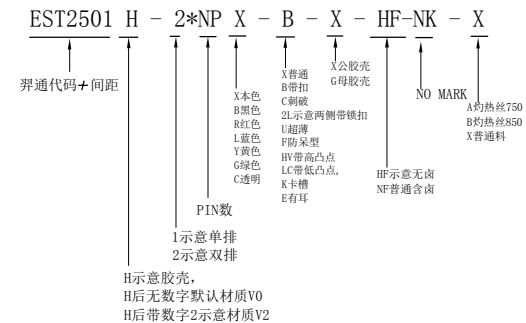 EST2501 H - 2*NP X - B - X - HF-NK - X
羿通代码+间距
X本色
B黑色
R红色
L蓝色
Y黄色
G绿色
C透明
X普通
B带扣
C刺破
2L示意两侧带锁扣
U超薄
F防呆型
HV带高凸点
LC带低凸点,
K卡槽
E有耳
X公胶壳
G母胶壳
NO MARK
A灼热丝750
B灼热丝850
X普通料
HF示意无卤
NF普通含卤
PIN数
1示意单排
2示意双排
H示意胶壳,
H后无数字默认材质V0
H后带数字2示意材质V2